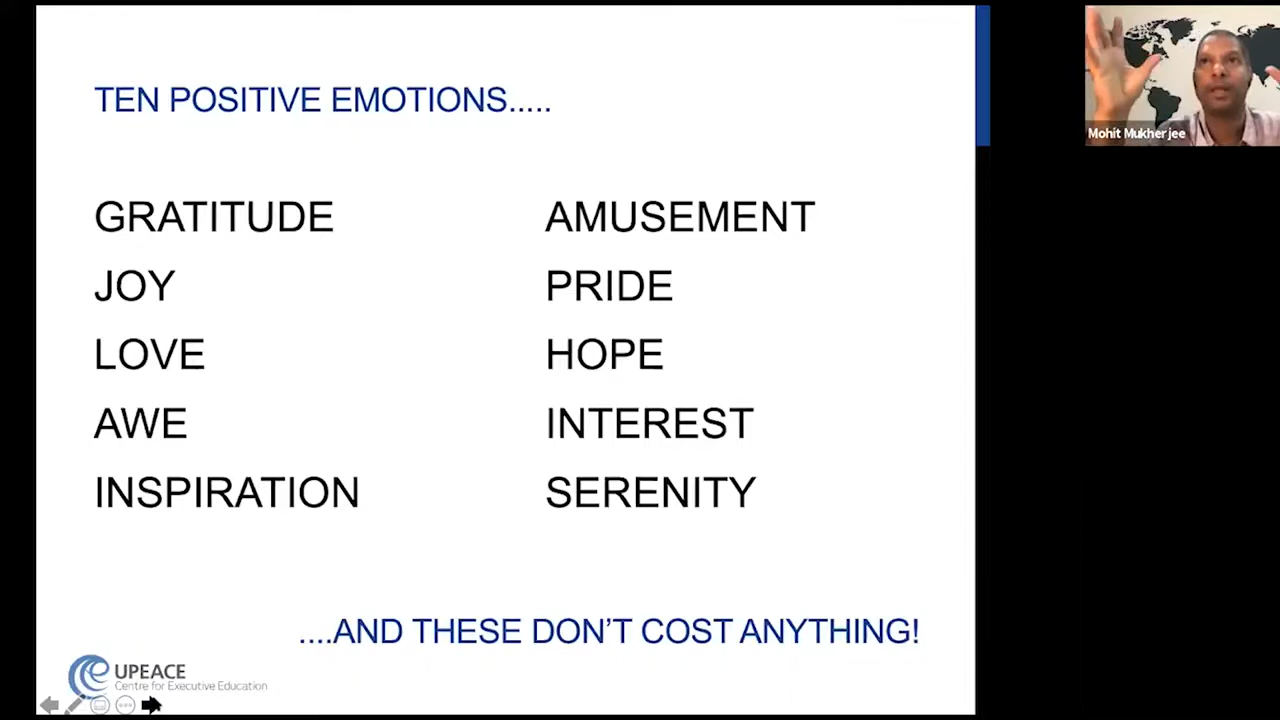 TEN POSITIVE EMOTIONS.....
GRATITUDE
JOY
LOVE
AWE
INSPIRATION
AMUSEMENT
PRIDE
HOPE
INTEREST
SERENITY
....AND THESE DON’T COST ANYTHING!
UPEACE
Centre for Executive Education
Mohit Mukherjee